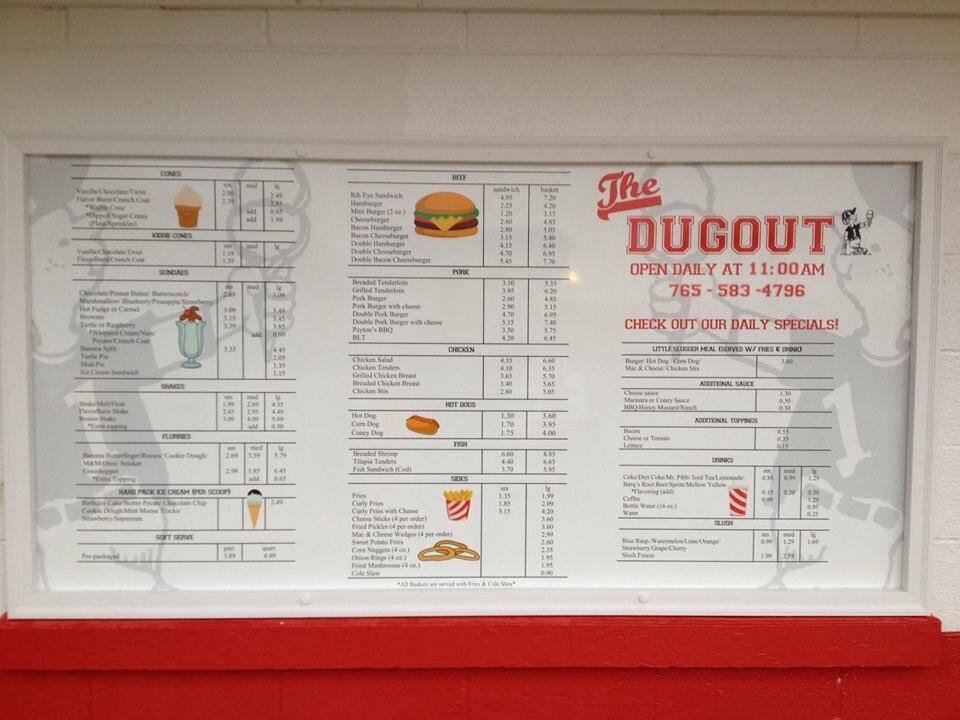 CONES
sm med lg
Vanilla/Chocolate/Twist 2.06 2.49
Flavor Burst/Crunch Coat 2.39 2.85
*Waffle Cone add 0.65
*Dipped Sugar Cones add 1.99
(Plain/Sprinkles)
KIDDIE CONES
sm med lg
Vanilla/Chocolate/Twist 1.19
FlavorBurst/Crunch Coat 1.39
SUNDAES
sm med lg
Chocolate/Peanut Butter/ Butterscotch/ 2.69 3.09
Marshmallow/ Blueberry/Pineapple/Strawberry
Hot Fudge or Carmel 3.09 3.45
Brownie 3.15 3.45
Turtle or Raspberry 3.39 3.85
*Whipped Cream/Nuts/ add 0.60
Pecans/Crunch Coat
Banana Split 3.35 4.45
Turtle Pie 2.05
Mud Pie 1.35
Ice Cream Sandwich 1.15
SHAKES
sm med lg
Shake/Malt/Float 1.99 2.69 4.35
FlavorBurst Shake 2.45 2.95 4.49
Boston Shake 3.09 4.09 5.69
*Extra topping add 0.50
FLURRIES
sm med lg
Banana/Butterfinger/Reeses/ Cookie Dough/ 2.69 3.59 5.79
M&M/Oreo/ Snicker
Grasshopper 2.99 3.85 6.45
*Extra Topping add 0.65
HAND PACK ICE CREAM (PER SCOOP)
Birthday Cake/Butter Pecan/ Chocolate Chip 2.49
Cookie Dough/Mint Moose Tracks/
Strawberry/Superman
SOFT SERVE
pint quart
Pre-packaged 3.89 4.99
BEEF
sandwich basket
Rib Eye Sandwich 4.95 7.20
Hamburger 2.25 4.20
Mini Burger (2 oz.) 1.20 3.15
Cheeseburger 2.60 4.85
Bacon Hamburger 2.80 5.05
Bacon Cheeseburger 3.15 5.40
Double Hamburger 4.15 6.40
Double Cheeseburger 4.70 6.95
Double Bacon Cheeseburger 5.45 7.70
PORK
Breaded Tenderloin 3.10 5.35
Grilled Tenderloin 3.95 6.20
Pork Burger 2.60 4.85
Pork Burger with cheese 2.90 5.15
Double Pork Burger 4.70 6.95
Double Pork Burger with cheese 5.15 7.40
Peyton's BBQ 3.50 5.75
BLT 4.20 6.45
CHICKEN
Chicken Salad 4.35 6.60
Chicken Tenders 4.10 6.35
Grilled Chicken Breast 3.65 5.70
Breaded Chicken Breast 3.40 5.65
Chicken Stix 2.80 5.05
HOT DOGS
Hot Dog 1.30 3.60
Corn Dog 1.70 3.95
Coney Dog 1.75 4.00
FISH
Breaded Shrimp 6.60 8.85
Tilapia Tenders 4.40 6.65
Fish Sandwich (Cod) 3.70 5.95
SIDES
sm lg
Fries 1.35 1.99
Curly Fries 1.85 2.09
Curly Fries with Cheese 3.15 4.20
Cheese Sticks (4 per order) 3.60
Fried Pickles (4 per order) 3.60
Mac & Cheese Wedges (4 per order) 2.99
Sweet Potato Fries 2.60
Corn Nuggets (4 oz.) 2.35
Onion Rings (4 oz.) 1.95
Fried Mushrooms (4 oz.) 1.95
Cole Slaw 0.90
*All Baskets are served with Fries & Cole Slaw*
The
DUGOUT
OPEN DAILY AT 11:00AM
765 - 583 -4796
CHECK OUT OUR DAILY SPECIALS!
LITTLE SLUGGER MEAL (SERVED W/ FRIES & DRINK)
Burger/ Hot Dog / Corn Dog/ 3.60
Mac & Cheese/ Chicken Stix
ADDITIONAL SAUCE
Cheese sauce 1.30
Marinara or Coney Sauce 0.50
BBQ/Honey Mustard/Ranch 0.30
ADDITIONAL TOPPINGS
Bacon 0.55
Cheese or Tomato 0.35
Lettuce 0.15
DRINKS
sm med lg
Coke/Diet Coke/Mr. Pibb/ Iced Tea/Lemonade/ 0.85 0.99 1.29
Barq's Root Beer/Sprite/Mellow Yellow
*Flavoring (add) 0.15 0.20 0.30
Coffee 0.99 1.29
Bottle Water (16 oz.) 0.95
Water 0.25
SLUSH
sm med lg
Blue Rasp./Watermelon/Lime/Orange/ 0.99 1.29 1.69
Strawberry/Grape/Cherry
Slush Freeze 1.99 2.59